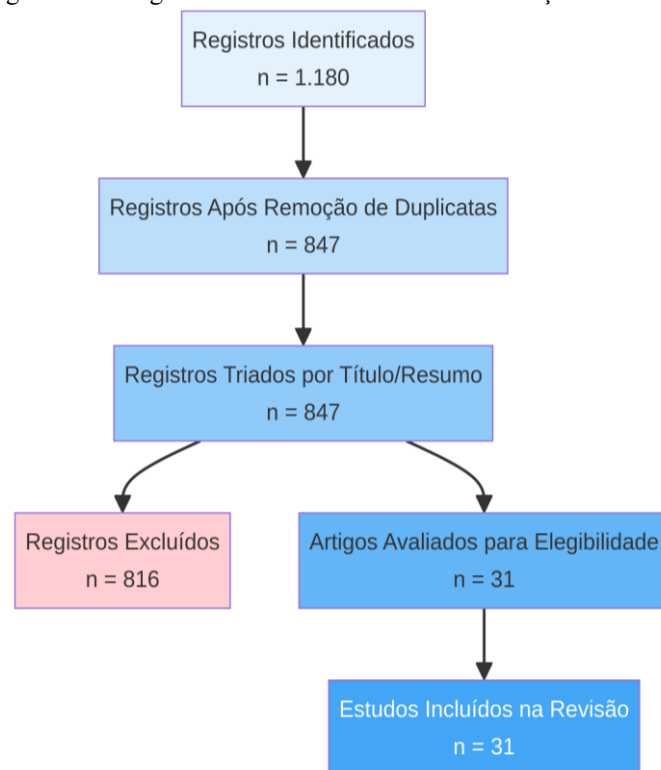 Registros Identificados
n = 1.180
Registros Após Remoção de Duplicatas
n = 847
Registros Triados por Título/Resumo
n = 847
Registros Excluídos
n = 816
Artigos Avaliados para Elegibilidade
n = 31
Estudos Incluídos na Revisão
n = 31